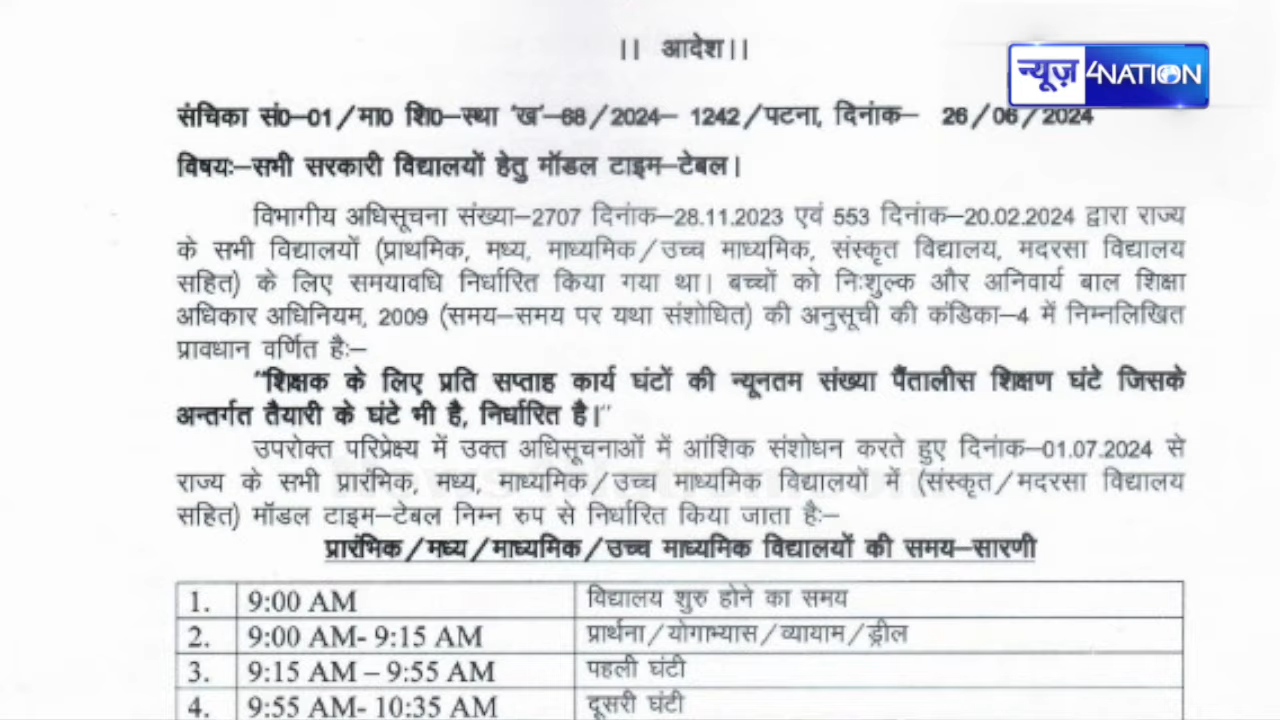 ।। आदेश।।
न्यूज़ 4NATION
संचिका सं0–01/मा0 शि0–स्था ‘ख’–68/2024– 1242/पटना, दिनांक– 26/06/2024
विषयः–सभी सरकारी विद्यालयों हेतु मॉडल टाइम–टेबल।
विभागीय अधिसूचना संख्या–2707 दिनांक–28.11.2023 एवं 553 दिनांक–20.02.2024 द्वारा राज्य
के सभी विद्यालयों (प्राथमिक, मध्य, माध्यमिक/उच्च माध्यमिक, संस्कृत विद्यालय, मदरसा विद्यालय
सहित) के लिए समयावधि निर्धारित किया गया था। बच्चों को निःशुल्क और अनिवार्य बाल शिक्षा
अधिकार अधिनियम, 2009 (समय–समय पर यथा संशोधित) की अनुसूची की कंडिका–4 में निम्नलिखित
प्रावधान वर्णित हैः–
“शिक्षक के लिए प्रति सप्ताह कार्य घंटों की न्यूनतम संख्या पैंतालीस शिक्षण घंटे जिसके
अन्तर्गत तैयारी के घंटे भी है, निर्धारित है।”
उपरोक्त परिप्रेक्ष्य में उक्त अधिसूचनाओं में आंशिक संशोधन करते हुए दिनांक–01.07.2024 से
राज्य के सभी प्रारंभिक, मध्य, माध्यमिक/उच्च माध्यमिक विद्यालयों में (संस्कृत/मदरसा विद्यालय
सहित) मॉडल टाइम–टेबल निम्न रुप से निर्धारित किया जाता हैः–
प्रारंभिक/मध्य/माध्यमिक/उच्च माध्यमिक विद्यालयों की समय–सारणी
1. 9:00 AM विद्यालय शुरु होने का समय
2. 9:00 AM- 9:15 AM प्रार्थना/योगाभ्यास/व्यायाम/ड्रील
3. 9:15 AM – 9:55 AM पहली घंटी
4. 9:55 AM- 10:35 AM दूसरी घंटी